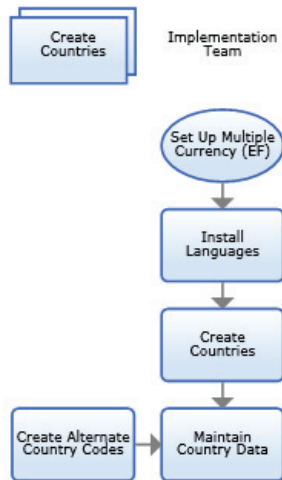 Create
Countries
Implementation
Team
Set Up Multiple
Currency (EF)
Install
Languages
Create
Countries
Create Alternate
Country Codes
Maintain
Country Data